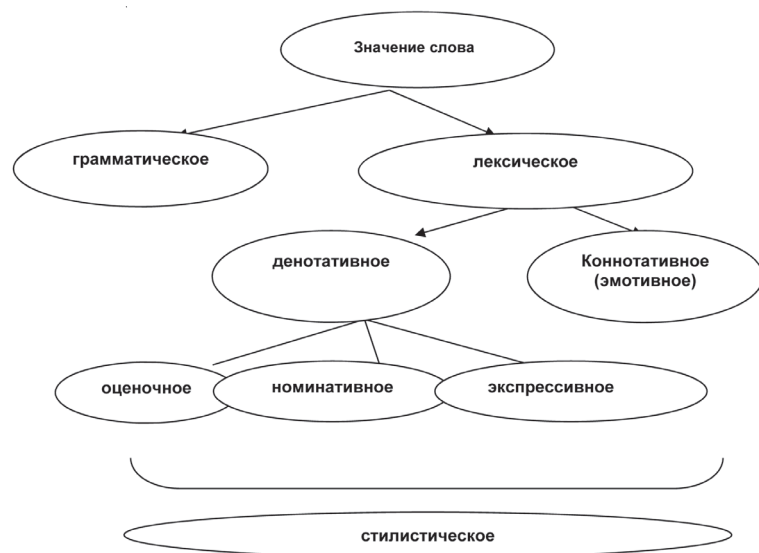 Значение слова
грамматическое
лексическое
денотативное
Коннотативное
(эмотивное)
оценочное
номинативное
экспрессивное
стилистическое